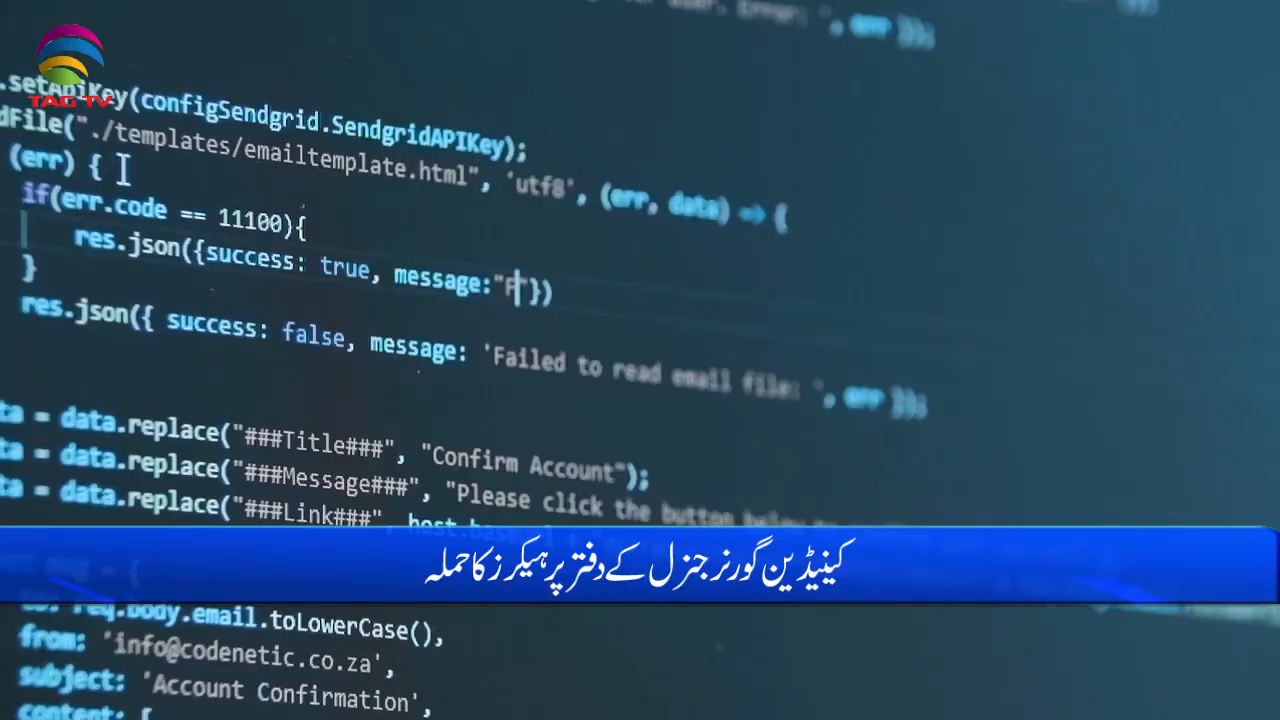 TAG TV
.setApiKey(configSendgrid.SendgridAPIKey);
dFile("./templates/emailtemplate.html", 'utf8', (err, data) => {
(err) {
if(err.code == 11100){
res.json({success: true, message:"F"})
}
res.json({ success: false, message: 'Failed to read email file: ', err });
ta = data.replace("###Title###", "Confirm Account");
ta = data.replace("###Message###", "Please click the button below to
ta = data.replace("###Link###",
کینیڈین گورنر جنرل کے دفتر پر ہیکرز کا حملہ
req.body.email.toLowerCase(),
from: 'info@codenetic.co.za',
subject: 'Account Confirmation',
content: [